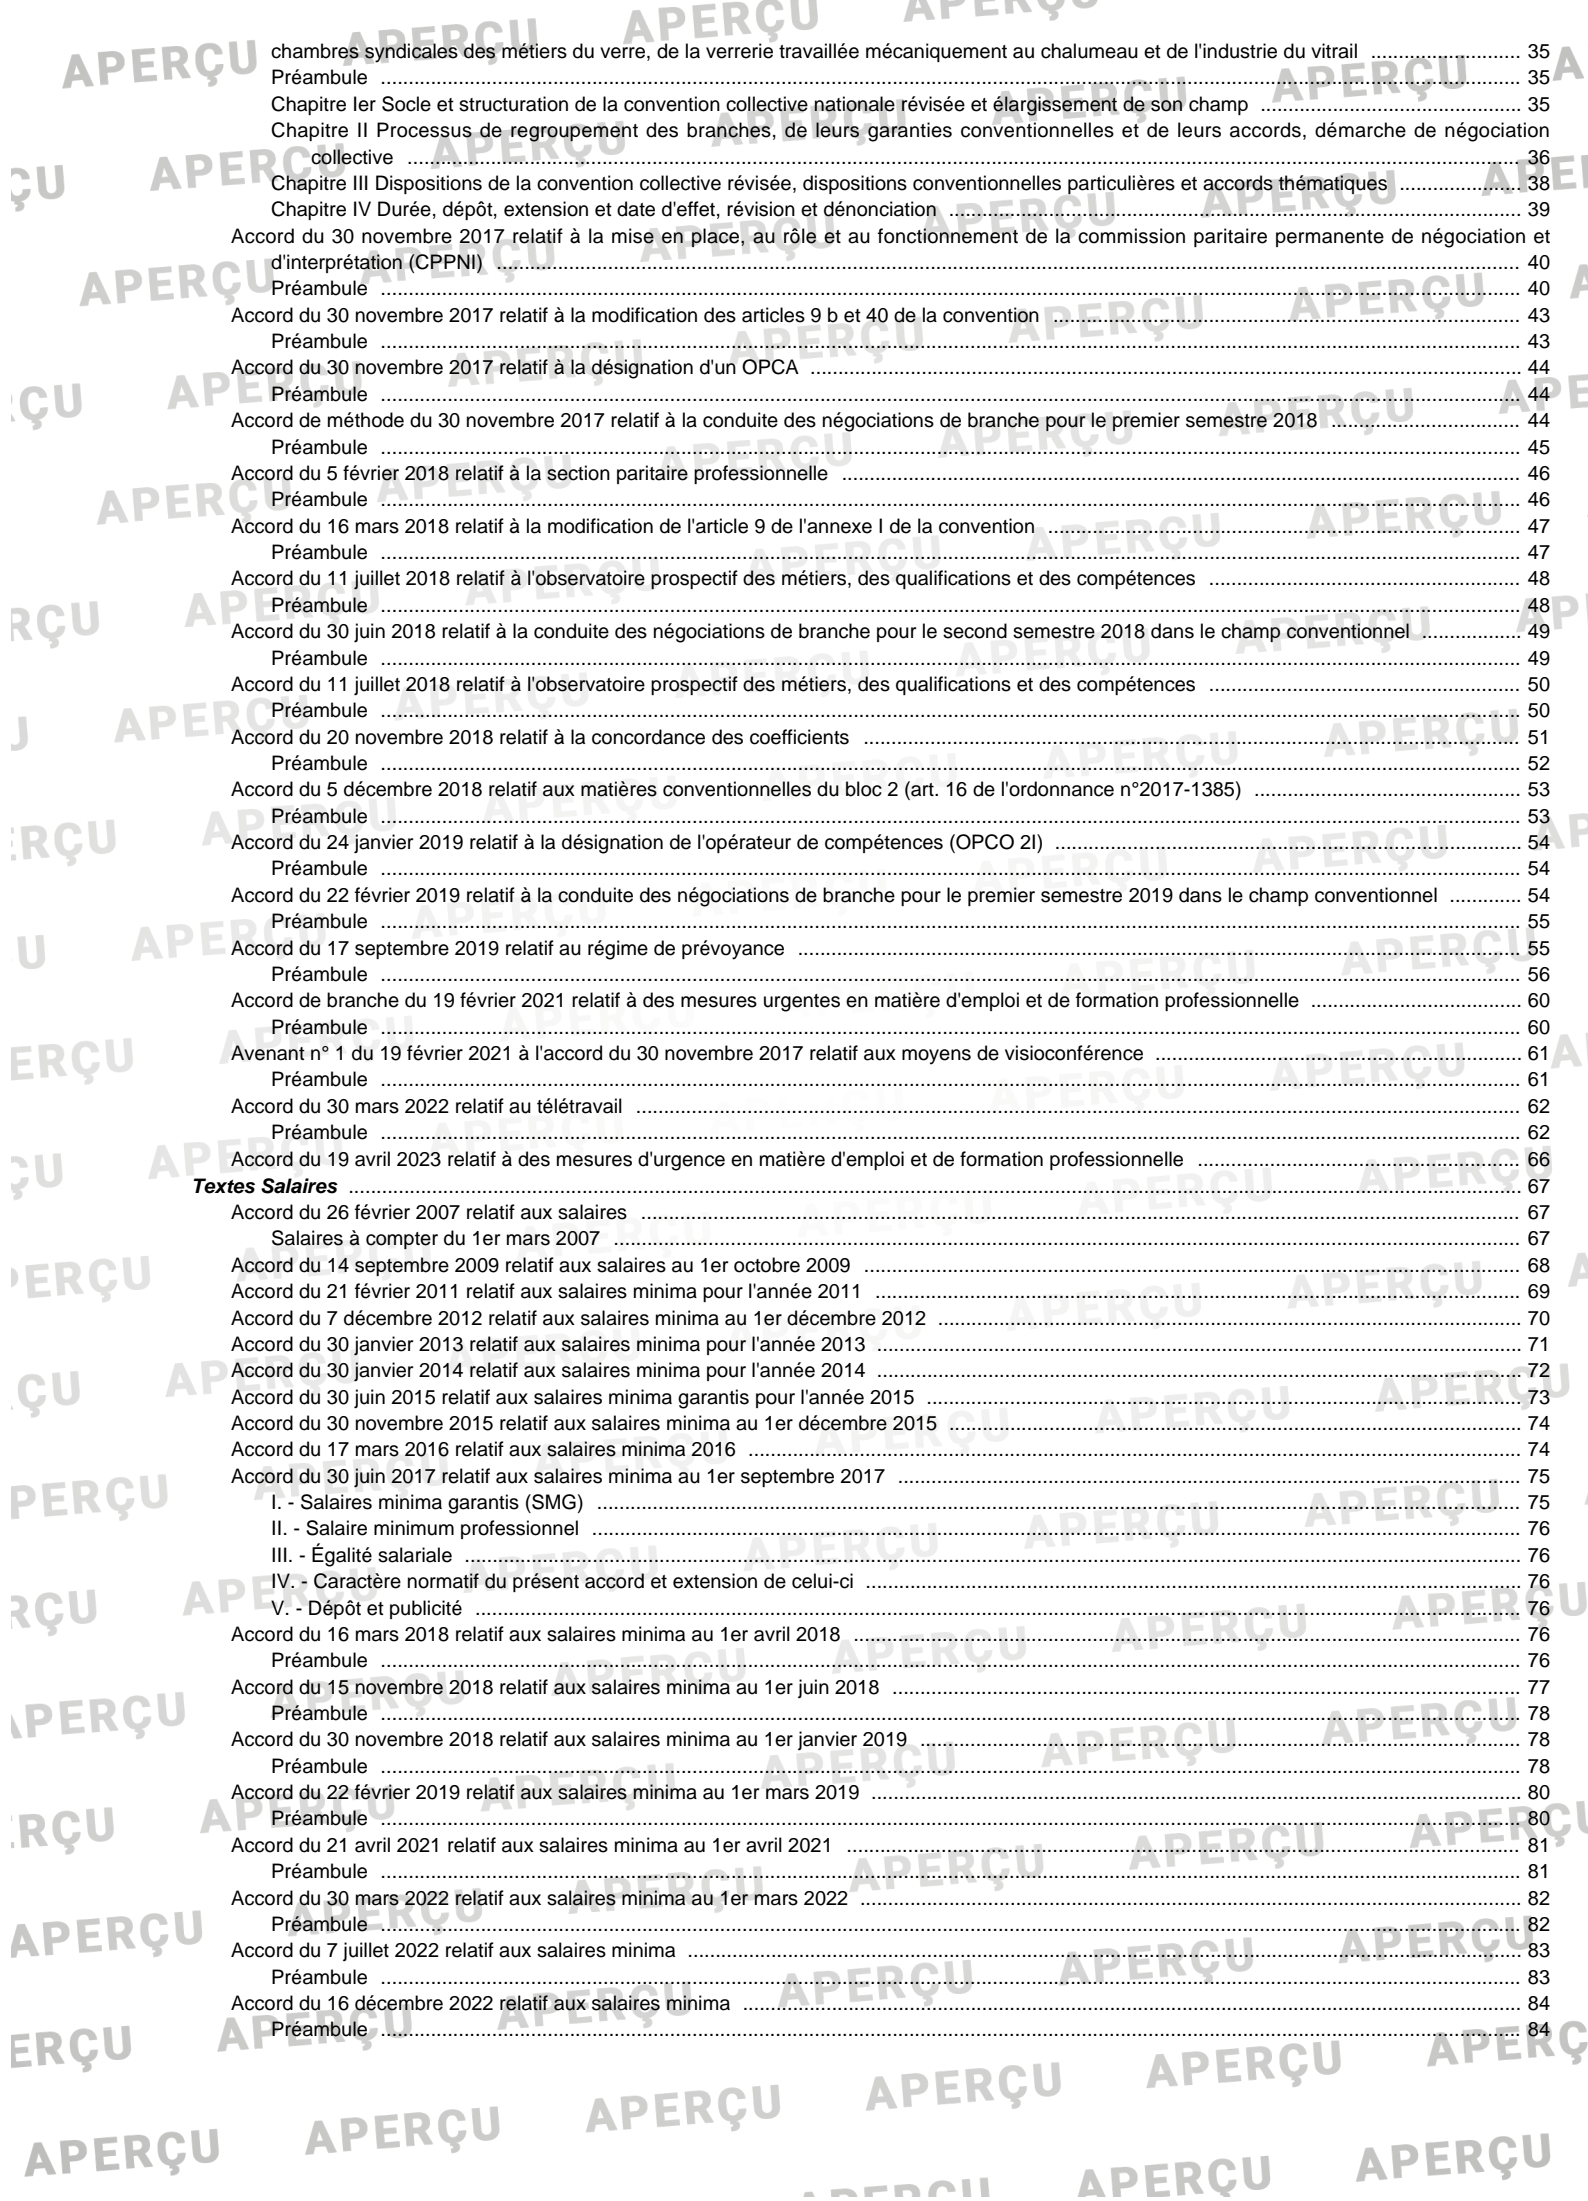 chambres syndicales des métiers du verre, de la verrerie travaillée mécaniquement au chalumeau et de l'industrie du vitrail ... 35
Préambule ... 35
Chapitre Ier Socle et structuration de la convention collective nationale révisée et élargissement de son champ ... 35
Chapitre II Processus de regroupement des branches, de leurs garanties conventionnelles et de leurs accords, démarche de négociation
collective ... 36
Chapitre III Dispositions de la convention collective révisée, dispositions conventionnelles particulières et accords thématiques ... 38
Chapitre IV Durée, dépôt, extension et date d'effet, révision et dénonciation ... 39
Accord du 30 novembre 2017 relatif à la mise en place, au rôle et au fonctionnement de la commission paritaire permanente de négociation et
d'interprétation (CPPNI) ... 40
Préambule ... 40
Accord du 30 novembre 2017 relatif à la modification des articles 9 b et 40 de la convention ... 43
Préambule ... 43
Accord du 30 novembre 2017 relatif à la désignation d'un OPCA ... 44
Préambule ... 44
Accord de méthode du 30 novembre 2017 relatif à la conduite des négociations de branche pour le premier semestre 2018 ... 44
Préambule ... 45
Accord du 5 février 2018 relatif à la section paritaire professionnelle ... 46
Préambule ... 46
Accord du 16 mars 2018 relatif à la modification de l'article 9 de l'annexe I de la convention ... 47
Préambule ... 47
Accord du 11 juillet 2018 relatif à l'observatoire prospectif des métiers, des qualifications et des compétences ... 48
Préambule ... 48
Accord du 30 juin 2018 relatif à la conduite des négociations de branche pour le second semestre 2018 dans le champ conventionnel ... 49
Préambule ... 49
Accord du 11 juillet 2018 relatif à l'observatoire prospectif des métiers, des qualifications et des compétences ... 50
Préambule ... 50
Accord du 20 novembre 2018 relatif à la concordance des coefficients ... 51
Préambule ... 52
Accord du 5 décembre 2018 relatif aux matières conventionnelles du bloc 2 (art. 16 de l'ordonnance n°2017-1385) ... 53
Préambule ... 53
Accord du 24 janvier 2019 relatif à la désignation de l'opérateur de compétences (OPCO 2I) ... 54
Préambule ... 54
Accord du 22 février 2019 relatif à la conduite des négociations de branche pour le premier semestre 2019 dans le champ conventionnel ... 54
Préambule ... 55
Accord du 17 septembre 2019 relatif au régime de prévoyance ... 55
Préambule ... 56
Accord de branche du 19 février 2021 relatif à des mesures urgentes en matière d'emploi et de formation professionnelle ... 60
Préambule ... 60
Avenant n° 1 du 19 février 2021 à l'accord du 30 novembre 2017 relatif aux moyens de visioconférence ... 61
Préambule ... 61
Accord du 30 mars 2022 relatif au télétravail ... 62
Préambule ... 62
Accord du 19 avril 2023 relatif à des mesures d'urgence en matière d'emploi et de formation professionnelle ... 66
Textes Salaires ... 67
Accord du 26 février 2007 relatif aux salaires ... 67
Salaires à compter du 1er mars 2007 ... 67
Accord du 14 septembre 2009 relatif aux salaires au 1er octobre 2009 ... 68
Accord du 21 février 2011 relatif aux salaires minima pour l'année 2011 ... 69
Accord du 7 décembre 2012 relatif aux salaires minima au 1er décembre 2012 ... 70
Accord du 30 janvier 2013 relatif aux salaires minima pour l'année 2013 ... 71
Accord du 30 janvier 2014 relatif aux salaires minima pour l'année 2014 ... 72
Accord du 30 juin 2015 relatif aux salaires minima garantis pour l'année 2015 ... 73
Accord du 30 novembre 2015 relatif aux salaires minima au 1er décembre 2015 ... 74
Accord du 17 mars 2016 relatif aux salaires minima 2016 ... 74
Accord du 30 juin 2017 relatif aux salaires minima au 1er septembre 2017 ... 75
I. - Salaires minima garantis (SMG) ... 75
II. - Salaire minimum professionnel ... 76
III. - Égalité salariale ... 76
IV. - Caractère normatif du présent accord et extension de celui-ci ... 76
V. - Dépôt et publicité ... 76
Accord du 16 mars 2018 relatif aux salaires minima au 1er avril 2018 ... 76
Préambule ... 76
Accord du 15 novembre 2018 relatif aux salaires minima au 1er juin 2018 ... 77
Préambule ... 78
Accord du 30 novembre 2018 relatif aux salaires minima au 1er janvier 2019 ... 78
Préambule ... 78
Accord du 22 février 2019 relatif aux salaires minima au 1er mars 2019 ... 80
Préambule ... 80
Accord du 21 avril 2021 relatif aux salaires minima au 1er avril 2021 ... 81
Préambule ... 81
Accord du 30 mars 2022 relatif aux salaires minima au 1er mars 2022 ... 82
Préambule ... 82
Accord du 7 juillet 2022 relatif aux salaires minima ... 83
Préambule ... 83
Accord du 16 décembre 2022 relatif aux salaires minima ... 84
Préambule ... 84
APERÇU